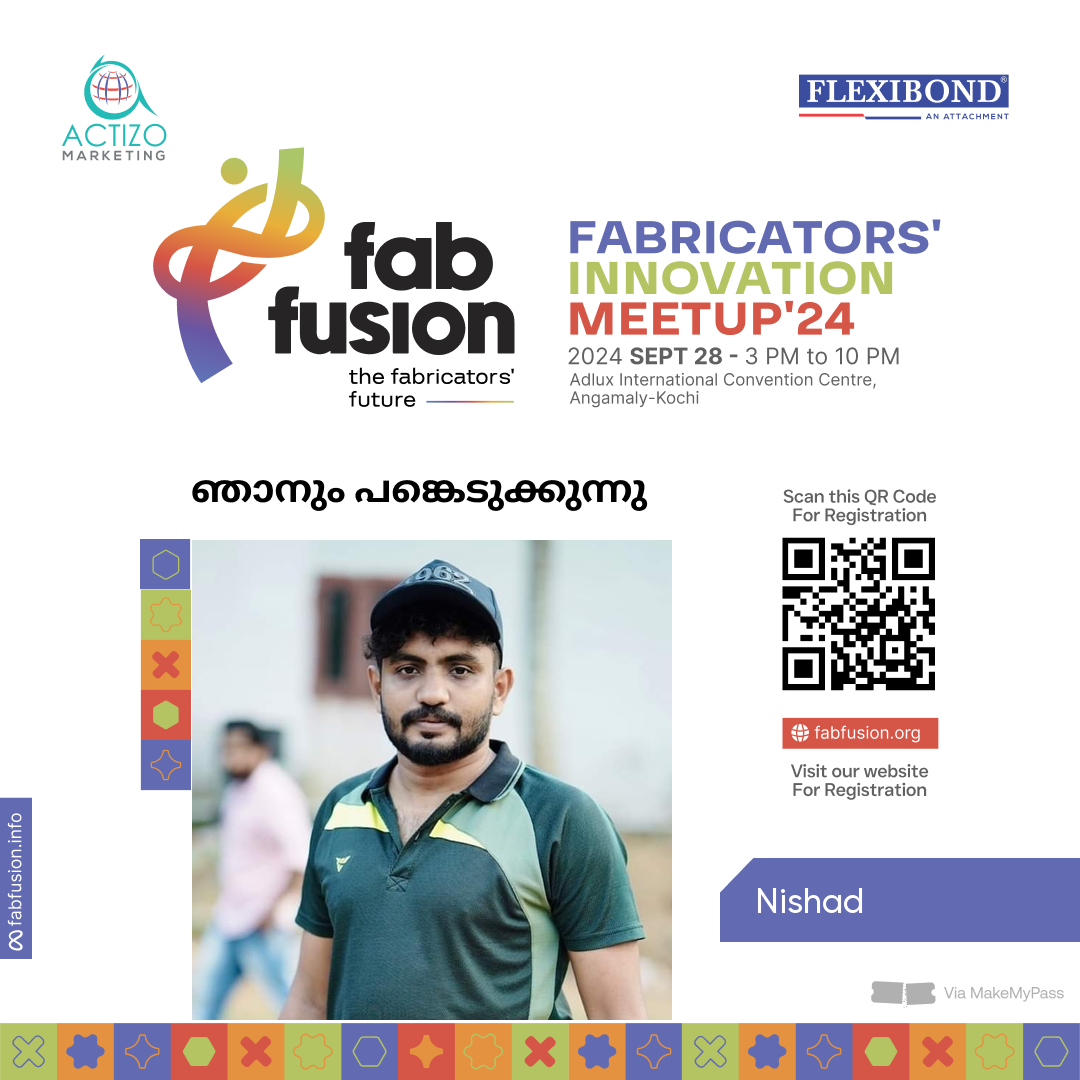 ACTIZO
MARKETING
FLEXIBOND®
AN ATTACHMENT
fab
fusion
the fabricators'
future
FABRICATORS'
INNOVATION
MEETUP'24
2024 SEPT 28 - 3 PM to 10 PM
Adlux International Convention Centre,
Angamaly-Kochi
ഞാനും പങ്കെടുക്കുന്നു
Scan this QR Code
For Registration
fabfusion.org
Visit our website
For Registration
1962
fabfusion.info
Nishad
Via MakeMyPass